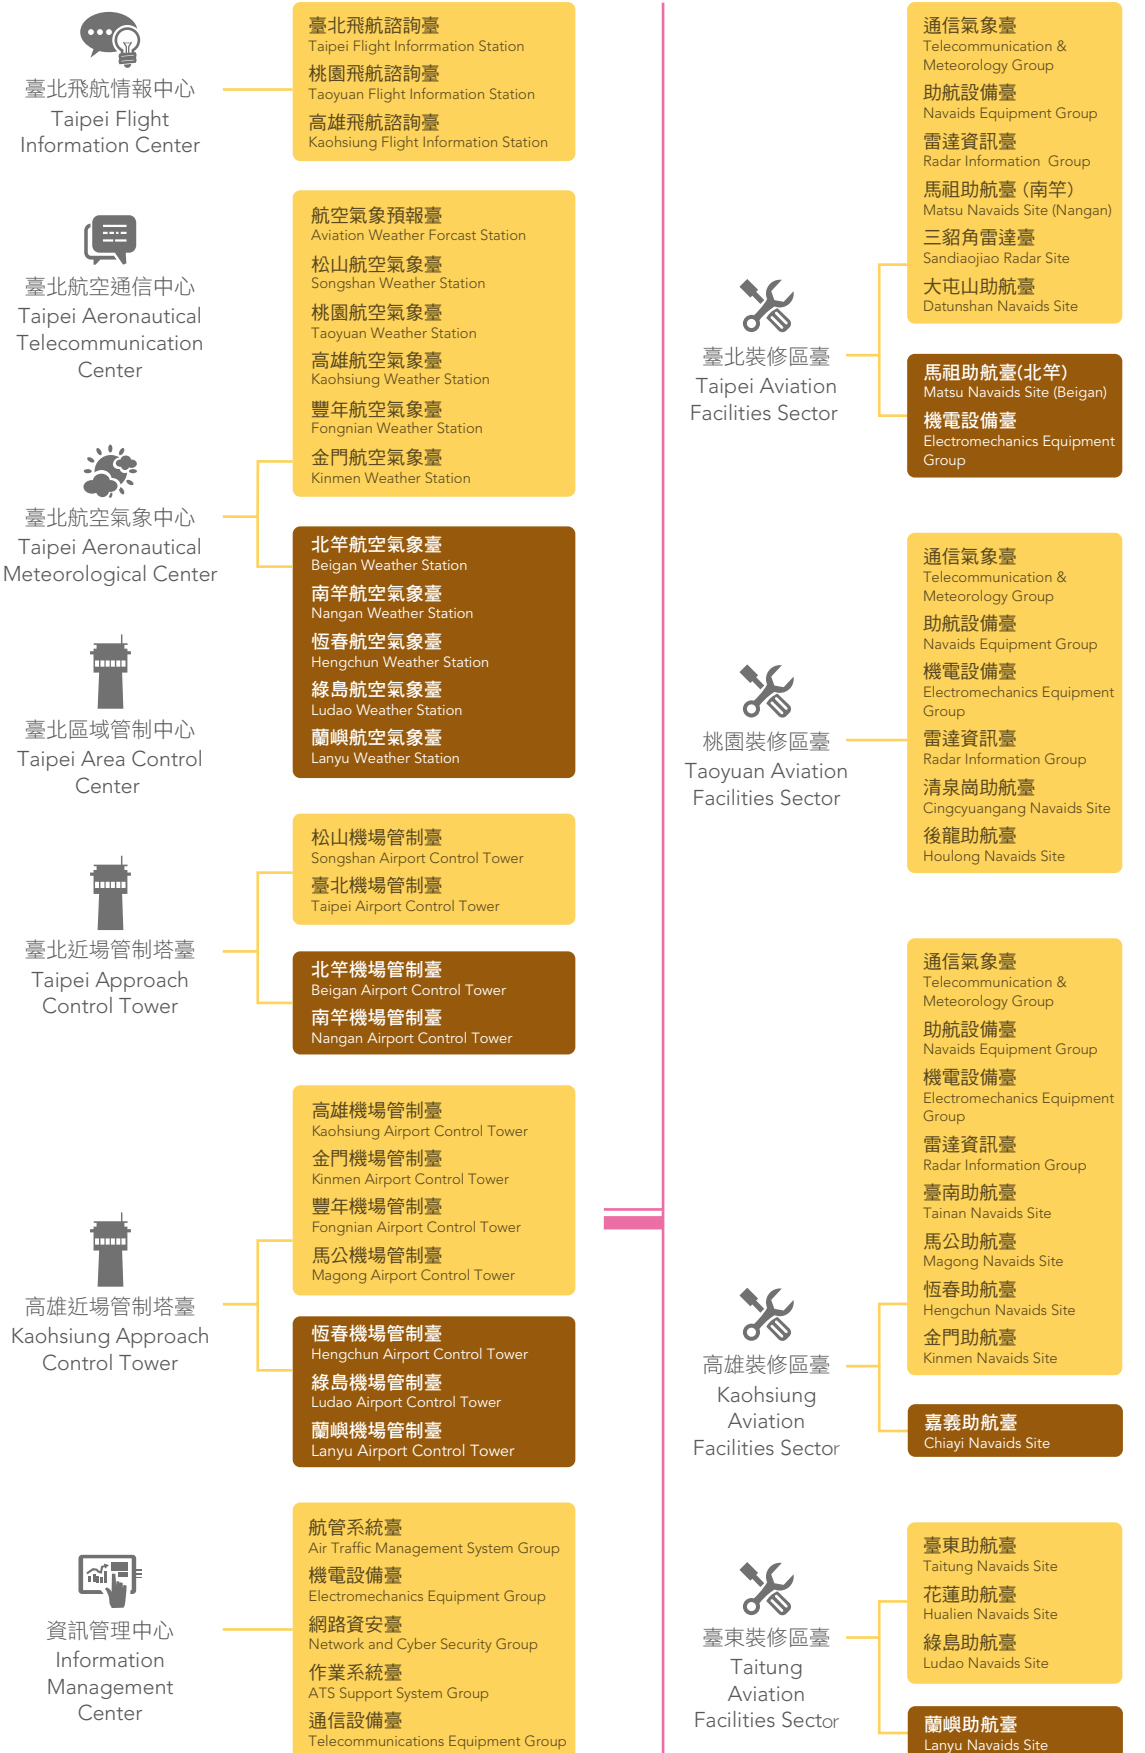 臺北飛航情報中心
Taipei Flight
Information Center
臺北飛航諮詢臺
Taipei Flight Inforrmation Station
桃園飛航諮詢臺
Taoyuan Flight Information Station
高雄飛航諮詢臺
Kaohsiung Flight Information Station
臺北航空通信中心
Taipei Aeronautical
Telecommunication
Center
臺北航空氣象中心
Taipei Aeronautical
Meteorological Center
航空氣象預報臺
Aviation Weather Forcast Station
松山航空氣象臺
Songshan Weather Station
桃園航空氣象臺
Taoyuan Weather Station
高雄航空氣象臺
Kaohsiung Weather Station
豐年航空氣象臺
Fongnian Weather Station
金門航空氣象臺
Kinmen Weather Station
北竿航空氣象臺
Beigan Weather Station
南竿航空氣象臺
Nangan Weather Station
恆春航空氣象臺
Hengchun Weather Station
綠島航空氣象臺
Ludao Weather Station
蘭嶼航空氣象臺
Lanyu Weather Station
臺北區域管制中心
Taipei Area Control
Center
臺北近場管制塔臺
Taipei Approach
Control Tower
松山機場管制臺
Songshan Airport Control Tower
臺北機場管制臺
Taipei Airport Control Tower
北竿機場管制臺
Beigan Airport Control Tower
南竿機場管制臺
Nangan Airport Control Tower
高雄近場管制塔臺
Kaohsiung Approach
Control Tower
高雄機場管制臺
Kaohsiung Airport Control Tower
金門機場管制臺
Kinmen Airport Control Tower
豐年機場管制臺
Fongnian Airport Control Tower
馬公機場管制臺
Magong Airport Control Tower
恆春機場管制臺
Hengchun Airport Control Tower
綠島機場管制臺
Ludao Airport Control Tower
蘭嶼機場管制臺
Lanyu Airport Control Tower
資訊管理中心
Information
Management
Center
航管系統臺
Air Traffic Management System Group
機電設備臺
Electromechanics Equipment Group
網路資安臺
Network and Cyber Security Group
作業系統臺
ATS Support System Group
通信設備臺
Telecommunications Equipment Group
臺北裝修區臺
Taipei Aviation
Facilities Sector
通信氣象臺
Telecommunication &
Meteorology Group
助航設備臺
Navaids Equipment Group
雷達資訊臺
Radar Information Group
馬祖助航臺 (南竿)
Matsu Navaids Site (Nangan)
三貂角雷達臺
Sandiaojiao Radar Site
大屯山助航臺
Datunshan Navaids Site
馬祖助航臺(北竿)
Matsu Navaids Site (Beigan)
機電設備臺
Electromechanics Equipment
Group
桃園裝修區臺
Taoyuan Aviation
Facilities Sector
通信氣象臺
Telecommunication &
Meteorology Group
助航設備臺
Navaids Equipment Group
機電設備臺
Electromechanics Equipment
Group
雷達資訊臺
Radar Information Group
清泉崗助航臺
Cingcyuangang Navaids Site
後龍助航臺
Houlong Navaids Site
高雄裝修區臺
Kaohsiung
Aviation
Facilities Sector
通信氣象臺
Telecommunication &
Meteorology Group
助航設備臺
Navaids Equipment Group
機電設備臺
Electromechanics Equipment
Group
雷達資訊臺
Radar Information Group
臺南助航臺
Tainan Navaids Site
馬公助航臺
Magong Navaids Site
恆春助航臺
Hengchun Navaids Site
金門助航臺
Kinmen Navaids Site
嘉義助航臺
Chiayi Navaids Site
臺東裝修區臺
Taitung
Aviation
Facilities Sector
臺東助航臺
Taitung Navaids Site
花蓮助航臺
Hualien Navaids Site
綠島助航臺
Ludao Navaids Site
蘭嶼助航臺
Lanyu Navaids Site